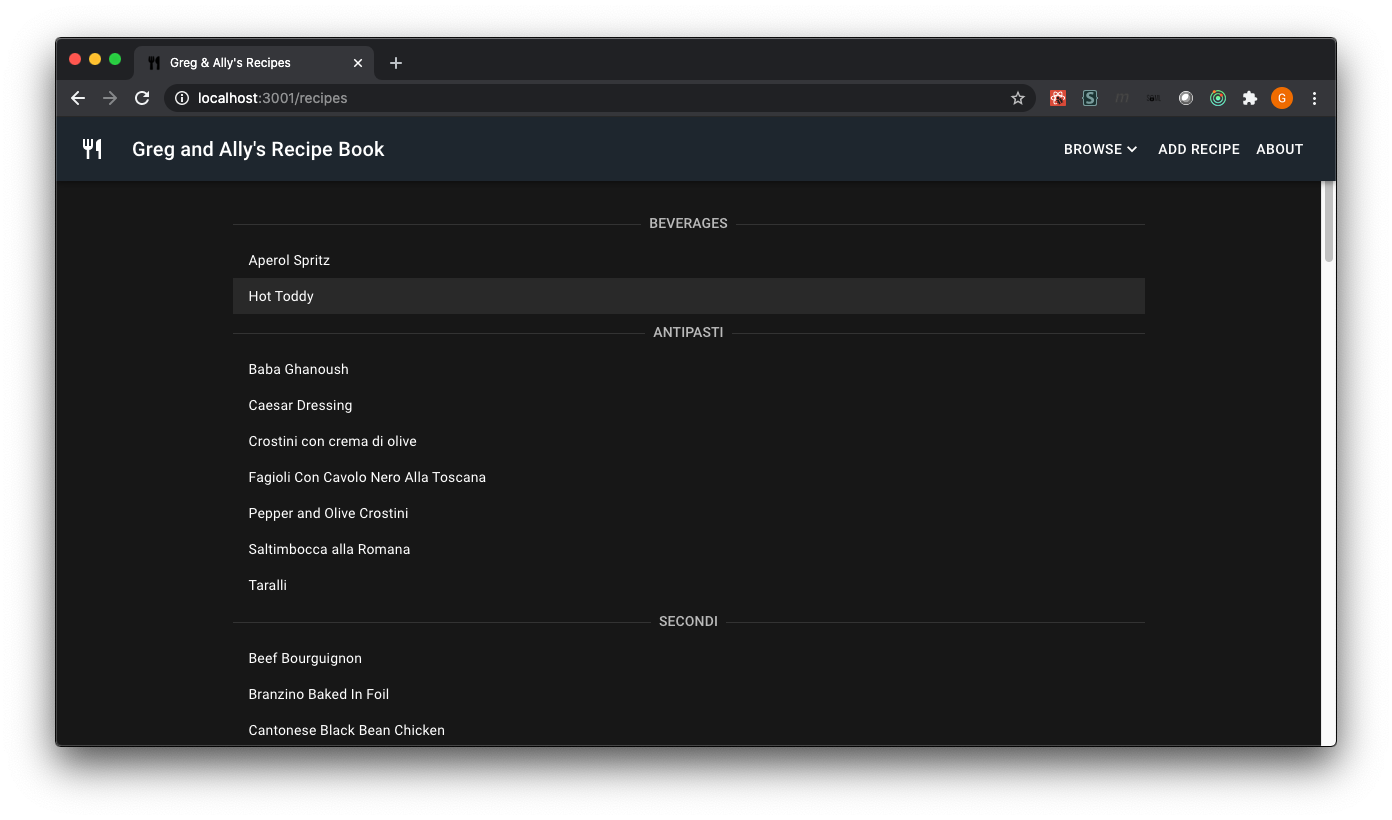 Greg & Ally's Recipes
localhost:3001/recipes
S
m
G
Greg and Ally's Recipe Book
BROWSE
ADD RECIPE
ABOUT
BEVERAGES
Aperol Spritz
Hot Toddy
ANTIPASTI
Baba Ghanoush
Caesar Dressing
Crostini con crema di olive
Fagioli Con Cavolo Nero Alla Toscana
Pepper and Olive Crostini
Saltimbocca alla Romana
Taralli
SECONDI
Beef Bourguignon
Branzino Baked In Foil
Cantonese Black Bean Chicken